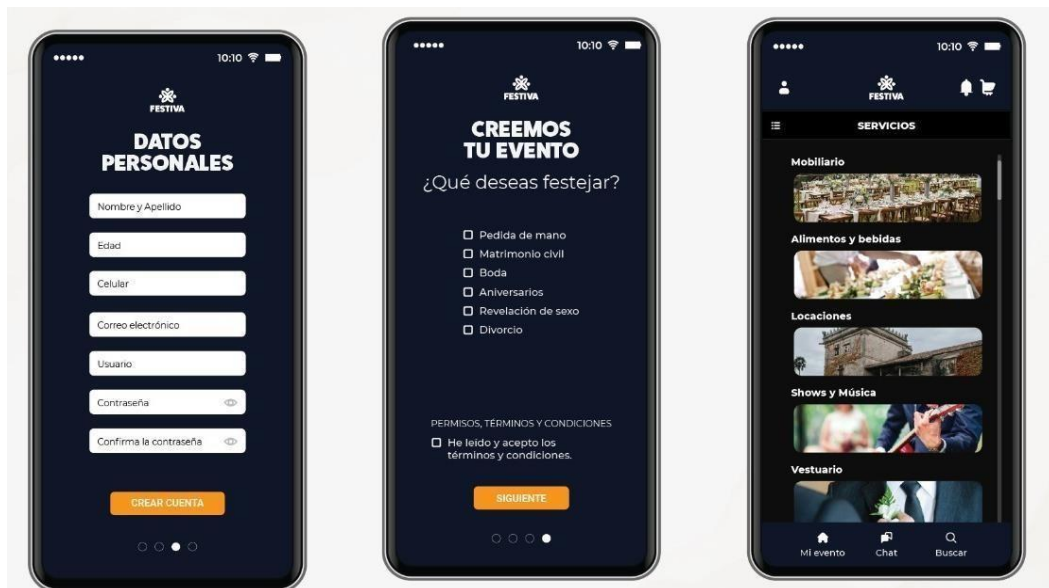 10:10
FESTIVA
DATOS
PERSONALES
Nombre y Apellido
Edad
Celular
Correo electrónico
Usuario
Contraseña
Confirma la contraseña
CREAR CUENTA
10:10
FESTIVA
CREEMOS
TU EVENTO
¿Qué deseas festejar?
Pedida de mano
Matrimonio civil
Boda
Aniversarios
Revelación de sexo
Divorcio
PERMISOS, TÉRMINOS Y CONDICIONES
He leído y acepto los
términos y condiciones.
SIGUIENTE
10:10
FESTIVA
SERVICIOS
Mobiliario
Alimentos y bebidas
Locaciones
Shows y Música
Vestuario
Mi evento Chat Buscar